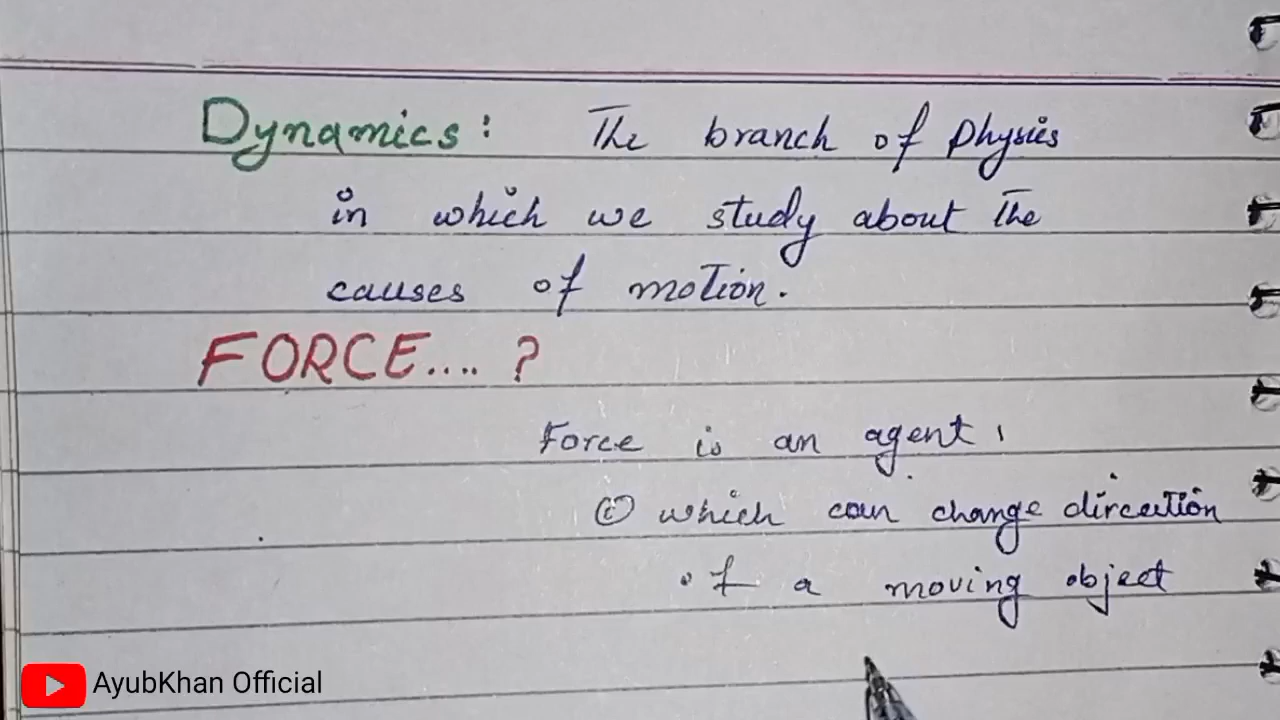 Dynamics: The branch of Physics
in which we study about the
causes of motion.
FORCE.... ?
Force is an agent,
(i) which can change direction
of a moving object
AyubKhan Official